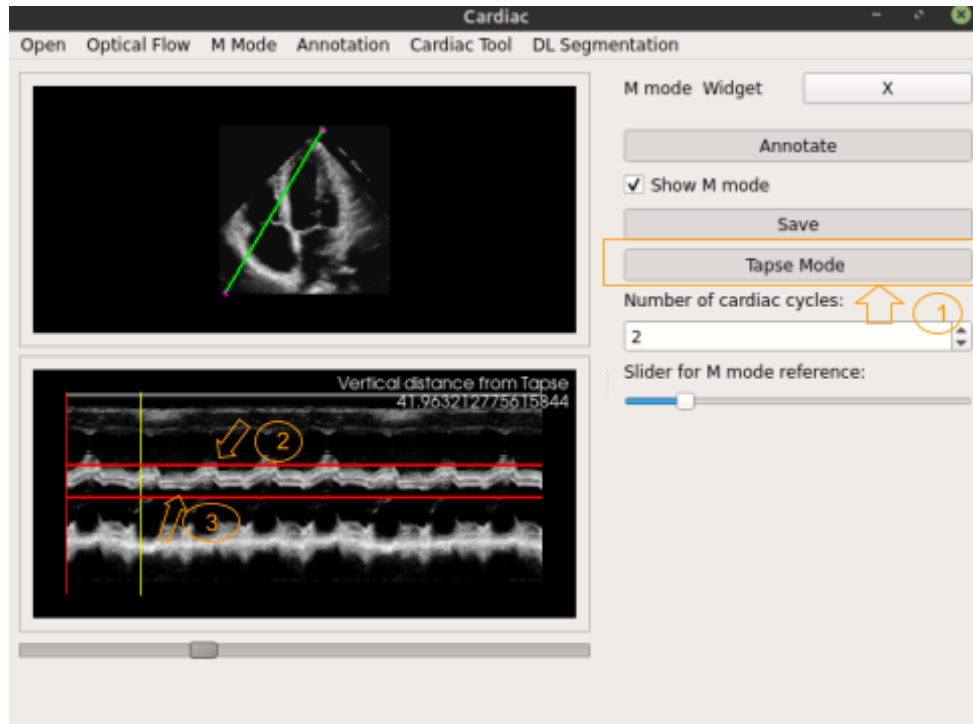 Cardiac
Open Optical Flow M Mode Annotation Cardiac Tool DL Segmentation
M mode Widget X
Annotate
Show M mode
Save
Tapse Mode
Number of cardiac cycles:
1
2
Slider for M mode reference:
Vertical distance from Tapse
41.963212775615844
2
3